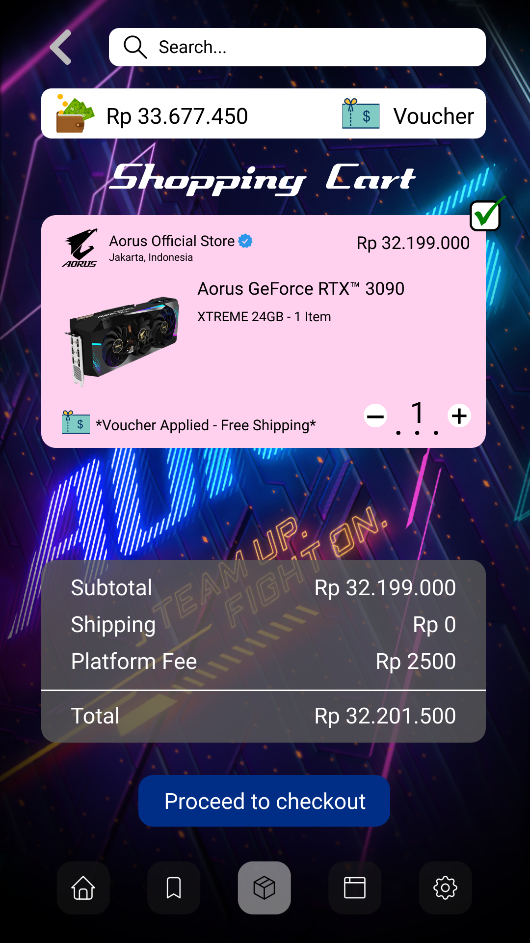 Search...
Rp 33.677.450 Voucher
Shopping Cart
Aorus Official Store Rp 32.199.000
AORUS Jakarta, Indonesia
Aorus GeForce RTX™ 3090
XTREME 24GB - 1 Item
$ *Voucher Applied - Free Shipping* − 1 +
TEAM UP.
FIGHT ON.
Subtotal Rp 32.199.000
Shipping Rp 0
Platform Fee Rp 2500
Total Rp 32.201.500
Proceed to checkout